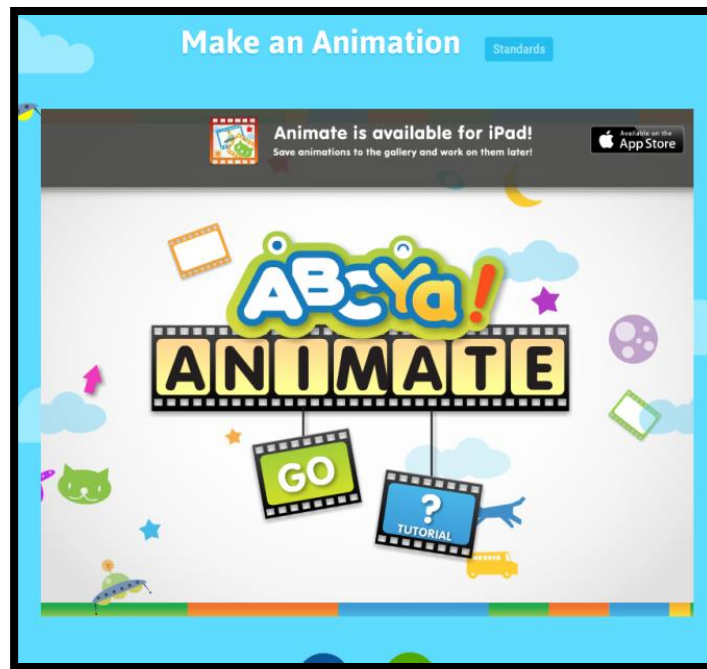 Make an Animation
Standards
Animate is available for iPad!
Save animations to the gallery and work on them later!
Available on the
App Store
ABCYa!
ANIMATE
GO
?
TUTORIAL